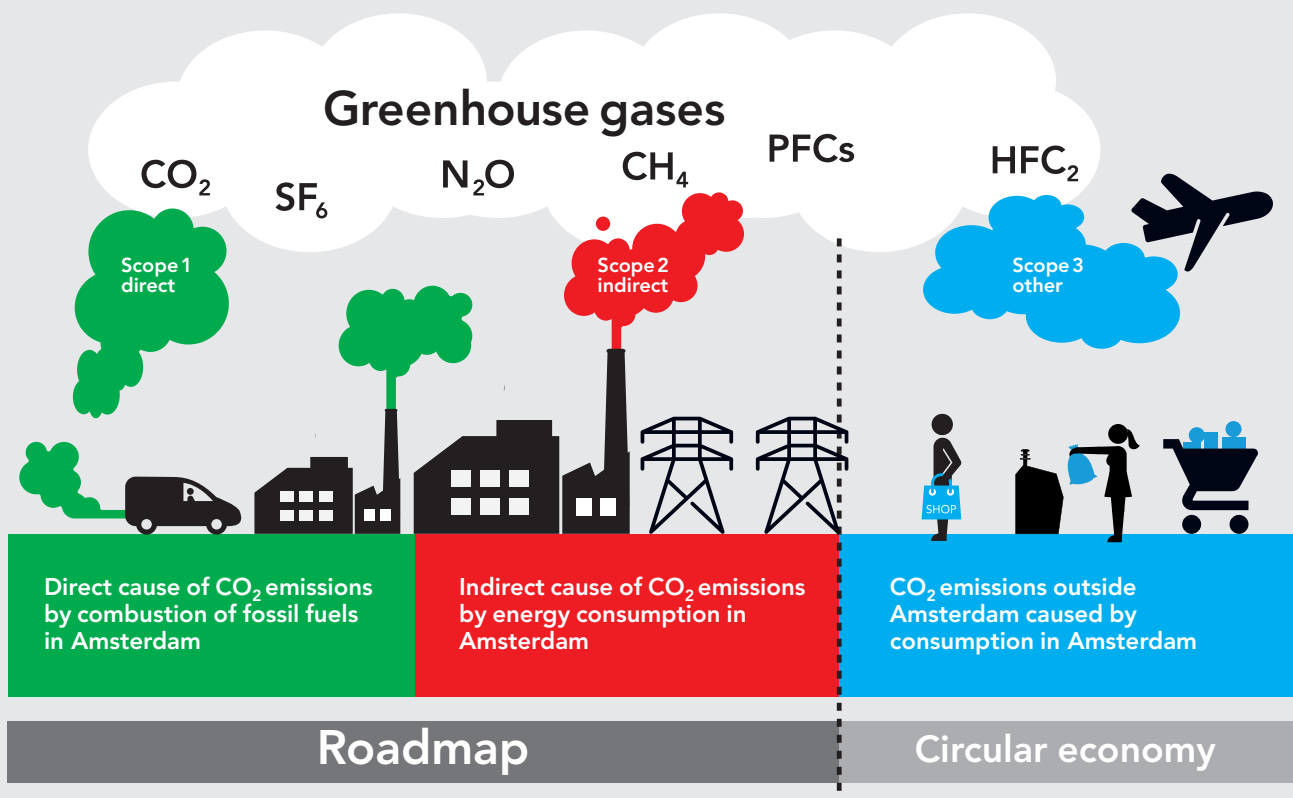 Greenhouse gases
CO₂
SF₆
N₂O
CH₄
PFCs
HFC₂
Scope 1
direct
Scope 2
indirect
Scope 3
other
SHOP
Direct cause of CO₂ emissions
by combustion of fossil fuels
in Amsterdam
Indirect cause of CO₂ emissions
by energy consumption in
Amsterdam
CO₂ emissions outside
Amsterdam caused by
consumption in Amsterdam
Roadmap
Circular economy